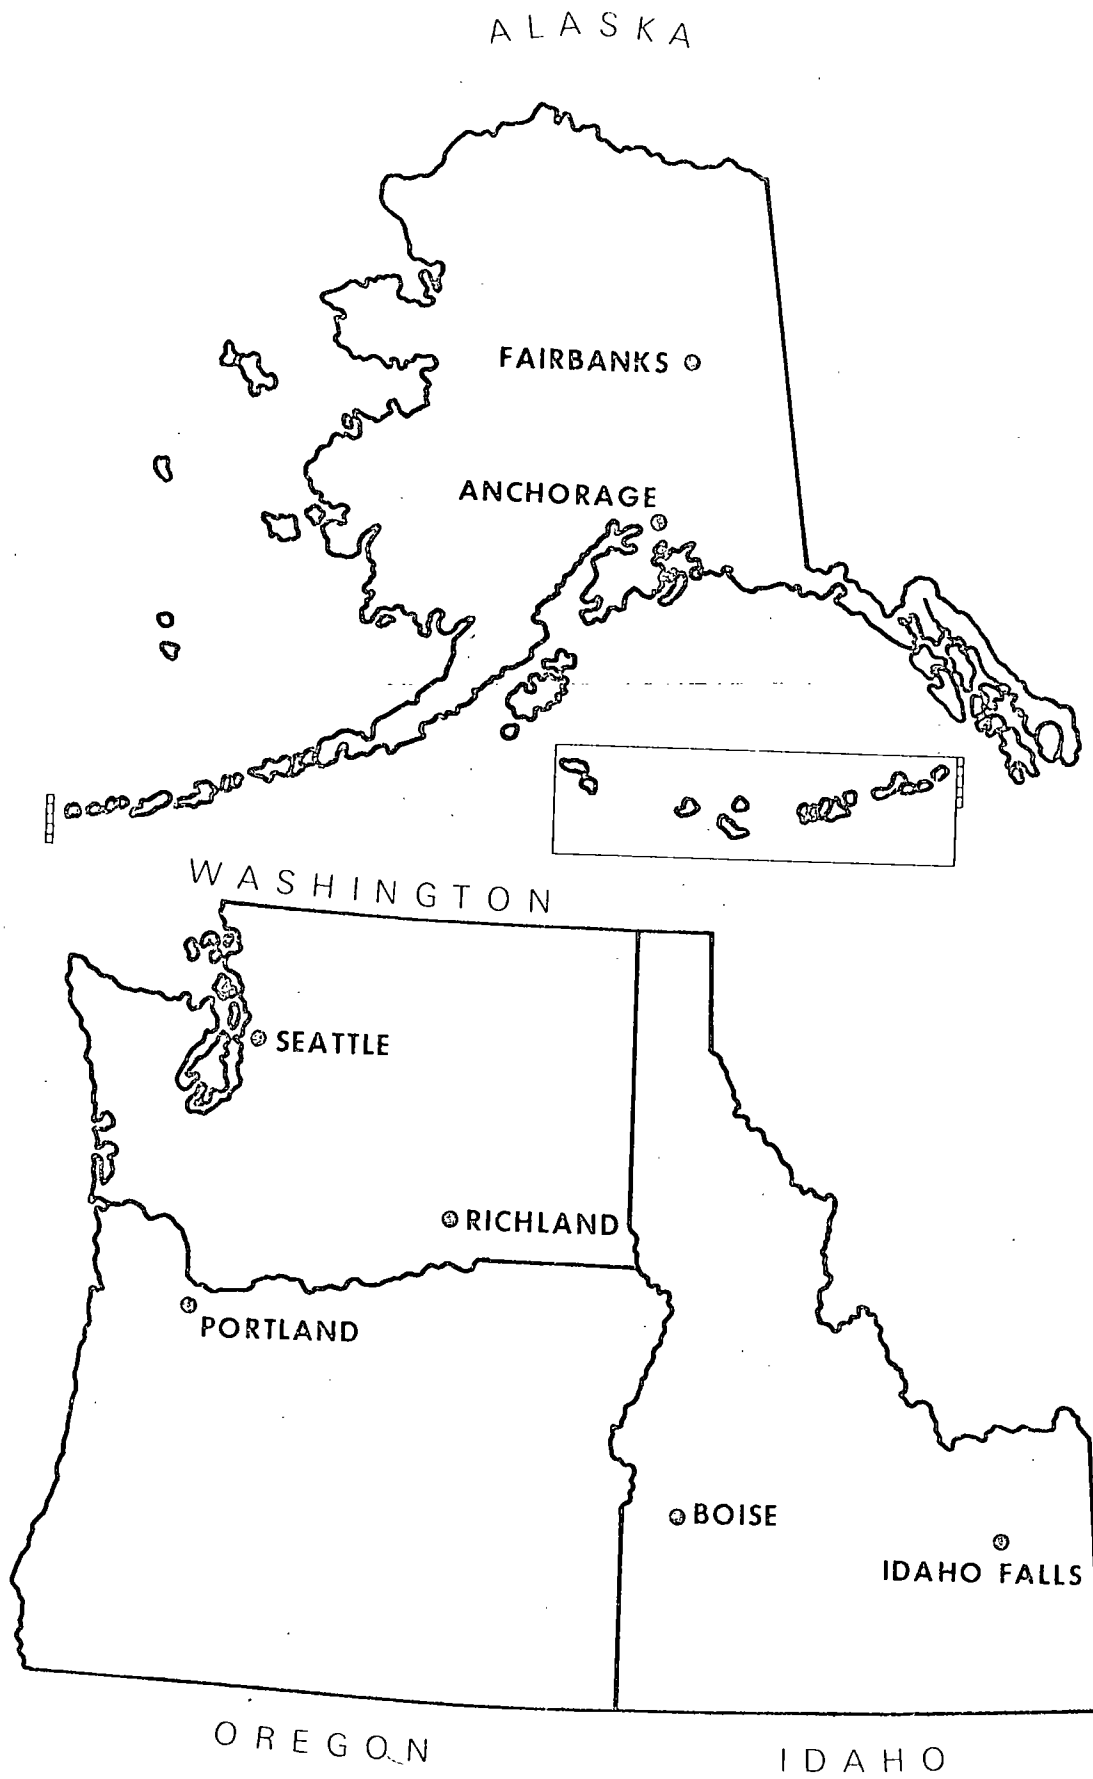 ALASKA
FAIRBANKS
ANCHORAGE
WASHINGTON
SEATTLE
RICHLAND
PORTLAND
BOISE
IDAHO FALLS
OREGON
IDAHO